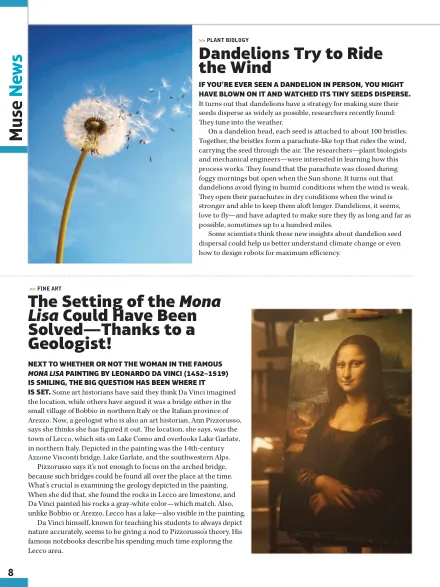 Muse News
>> PLANT BIOLOGY
Dandelions Try to Ride
the Wind
IF YOU'RE EVER SEEN A DANDELION IN PERSON, YOU MIGHT
HAVE BLOWN ON IT AND WATCHED ITS TINY SEEDS DISPERSE.
It turns out that dandelions have a strategy for making sure their
seeds disperse as widely as possible, researchers recently found:
They tune into the weather.
On a dandelion head, each seed is attached to about 100 bristles.
Together, the bristles form a parachute-like top that rides the wind,
carrying the seed through the air. The researchers—plant biologists
and mechanical engineers—were interested in learning how this
process works. They found that the parachute was closed during
foggy mornings but open when the Sun shone. It turns out that
dandelions avoid flying in humid conditions when the wind is weak.
They open their parachutes in dry conditions when the wind is
stronger and able to keep them aloft longer. Dandelions, it seems,
love to fly—and have adapted to make sure they fly as long and far as
possible, sometimes up to a hundred miles.
Some scientists think these new insights about dandelion seed
dispersal could help us better understand climate change or even
how to design robots for maximum efficiency.
>> FINE ART
The Setting of the Mona
Lisa Could Have Been
Solved—Thanks to a
Geologist!
NEXT TO WHETHER OR NOT THE WOMAN IN THE FAMOUS
MONA LISA PAINTING BY LEONARDO DA VINCI (1452–1519)
IS SMILING, THE BIG QUESTION HAS BEEN WHERE IT
IS SET. Some art historians have said they think Da Vinci imagined
the location, while others have argued it was a bridge either in the
small village of Bobbio in northern Italy or the Italian province of
Arezzo. Now, a geologist who is also an art historian, Ann Pizzorusso,
says she thinks she has figured it out. The location, she says, was the
town of Lecco, which sits on Lake Como and overlooks Lake Garlate,
in northern Italy. Depicted in the painting was the 14th-century
Azzone Visconti bridge, Lake Garlate, and the southwestern Alps.
Pizzorusso says it's not enough to focus on the arched bridge,
because such bridges could be found all over the place at the time.
What's crucial is examining the geology depicted in the painting.
When she did that, she found the rocks in Lecco are limestone, and
Da Vinci painted his rocks a gray-white color—which match. Also,
unlike Bobbio or Arezzo, Lecco has a lake—also visible in the painting.
Da Vinci himself, known for teaching his students to always depict
nature accurately, seems to be giving a nod to Pizzorusso's theory. His
famous notebooks describe his spending much time exploring the
Lecco area.
8